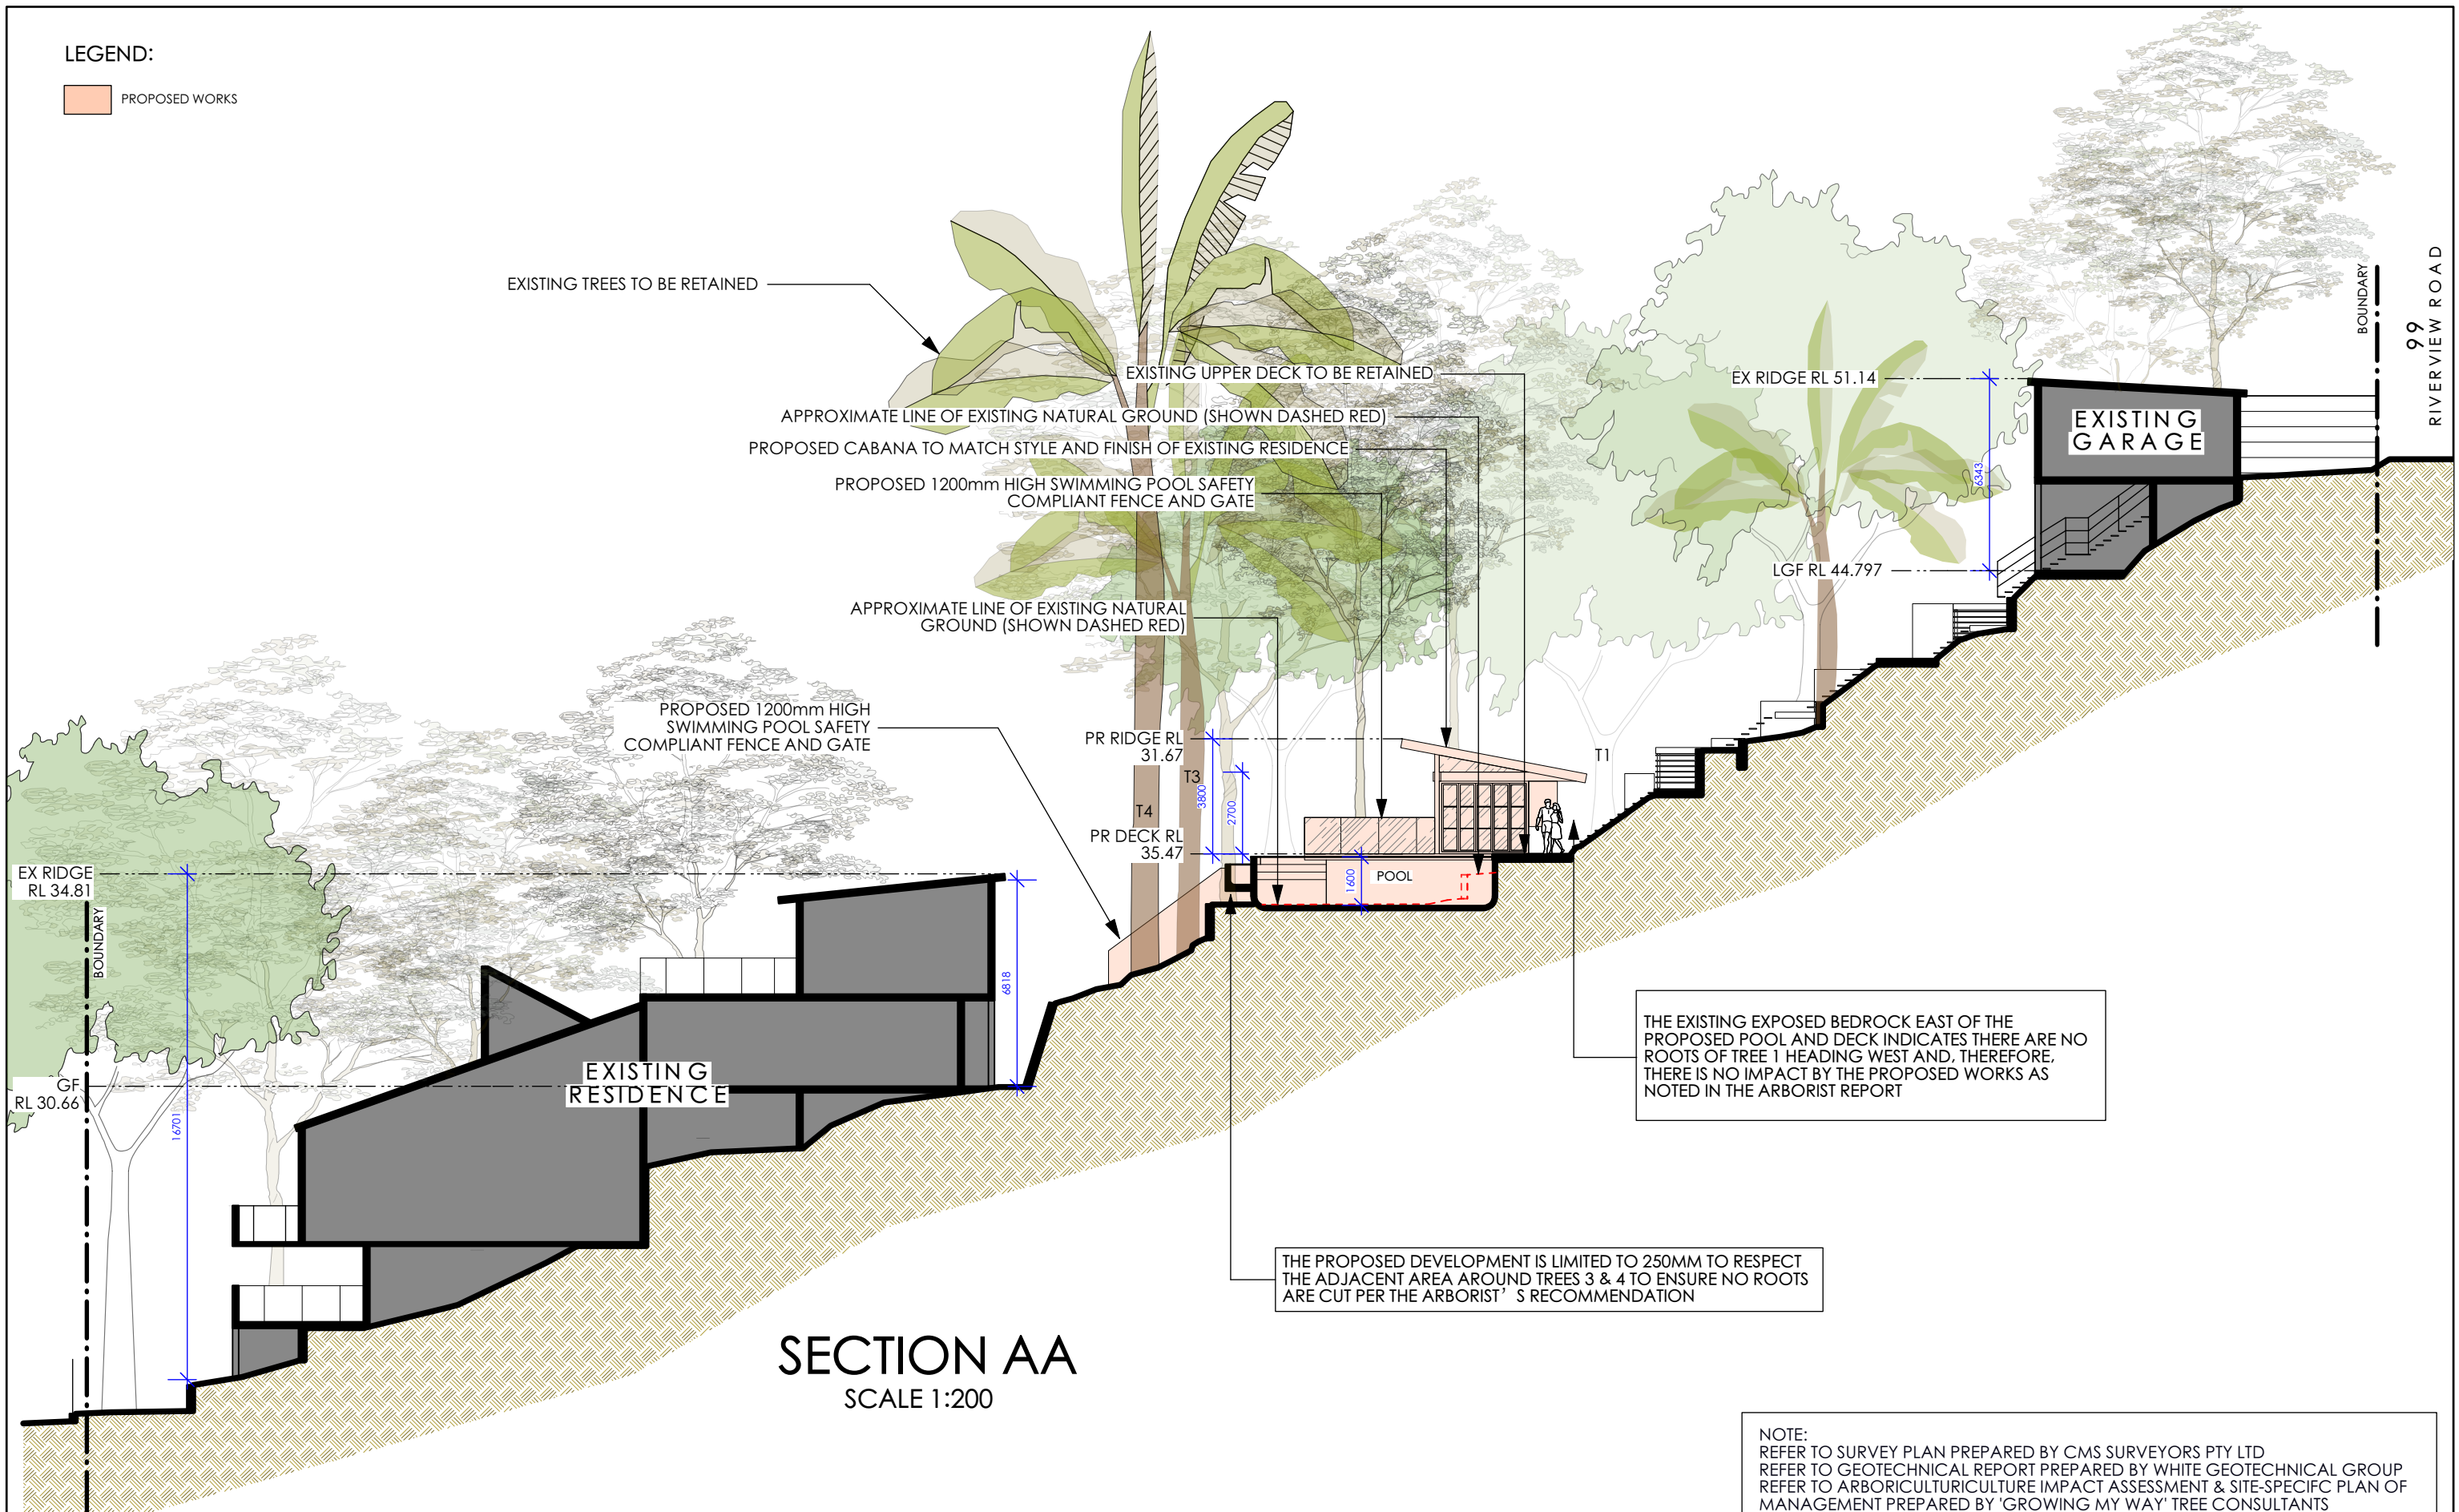 LEGEND:
PROPOSED WORKS
EXISTING TREES TO BE RETAINED
EXISTING UPPER DECK TO BE RETAINED
APPROXIMATE LINE OF EXISTING NATURAL GROUND (SHOWN DASHED RED)
PROPOSED CABANA TO MATCH STYLE AND FINISH OF EXISTING RESIDENCE
PROPOSED 1200mm HIGH SWIMMING POOL SAFETY
COMPLIANT FENCE AND GATE
APPROXIMATE LINE OF EXISTING NATURAL
GROUND (SHOWN DASHED RED)
PROPOSED 1200mm HIGH
SWIMMING POOL SAFETY
COMPLIANT FENCE AND GATE
EX RIDGE RL 51.14
EXISTING
GARAGE
6343
LGF RL 44.797
BOUNDARY
99
RIVERVIEW ROAD
PR RIDGE RL
31.67
T3
3800
2700
T4
PR DECK RL
35.47
T1
1600
POOL
EX RIDGE
RL 34.81
BOUNDARY
GF
RL 30.66
16701
6818
EXISTING
RESIDENCE
THE EXISTING EXPOSED BEDROCK EAST OF THE
PROPOSED POOL AND DECK INDICATES THERE ARE NO
ROOTS OF TREE 1 HEADING WEST AND, THEREFORE,
THERE IS NO IMPACT BY THE PROPOSED WORKS AS
NOTED IN THE ARBORIST REPORT
THE PROPOSED DEVELOPMENT IS LIMITED TO 250MM TO RESPECT
THE ADJACENT AREA AROUND TREES 3 & 4 TO ENSURE NO ROOTS
ARE CUT PER THE ARBORIST' S RECOMMENDATION
SECTION AA
SCALE 1:200
NOTE:
REFER TO SURVEY PLAN PREPARED BY CMS SURVEYORS PTY LTD
REFER TO GEOTECHNICAL REPORT PREPARED BY WHITE GEOTECHNICAL GROUP
REFER TO ARBORICULTURICULTURE IMPACT ASSESSMENT & SITE-SPECIFC PLAN OF
MANAGEMENT PREPARED BY 'GROWING MY WAY' TREE CONSULTANTS